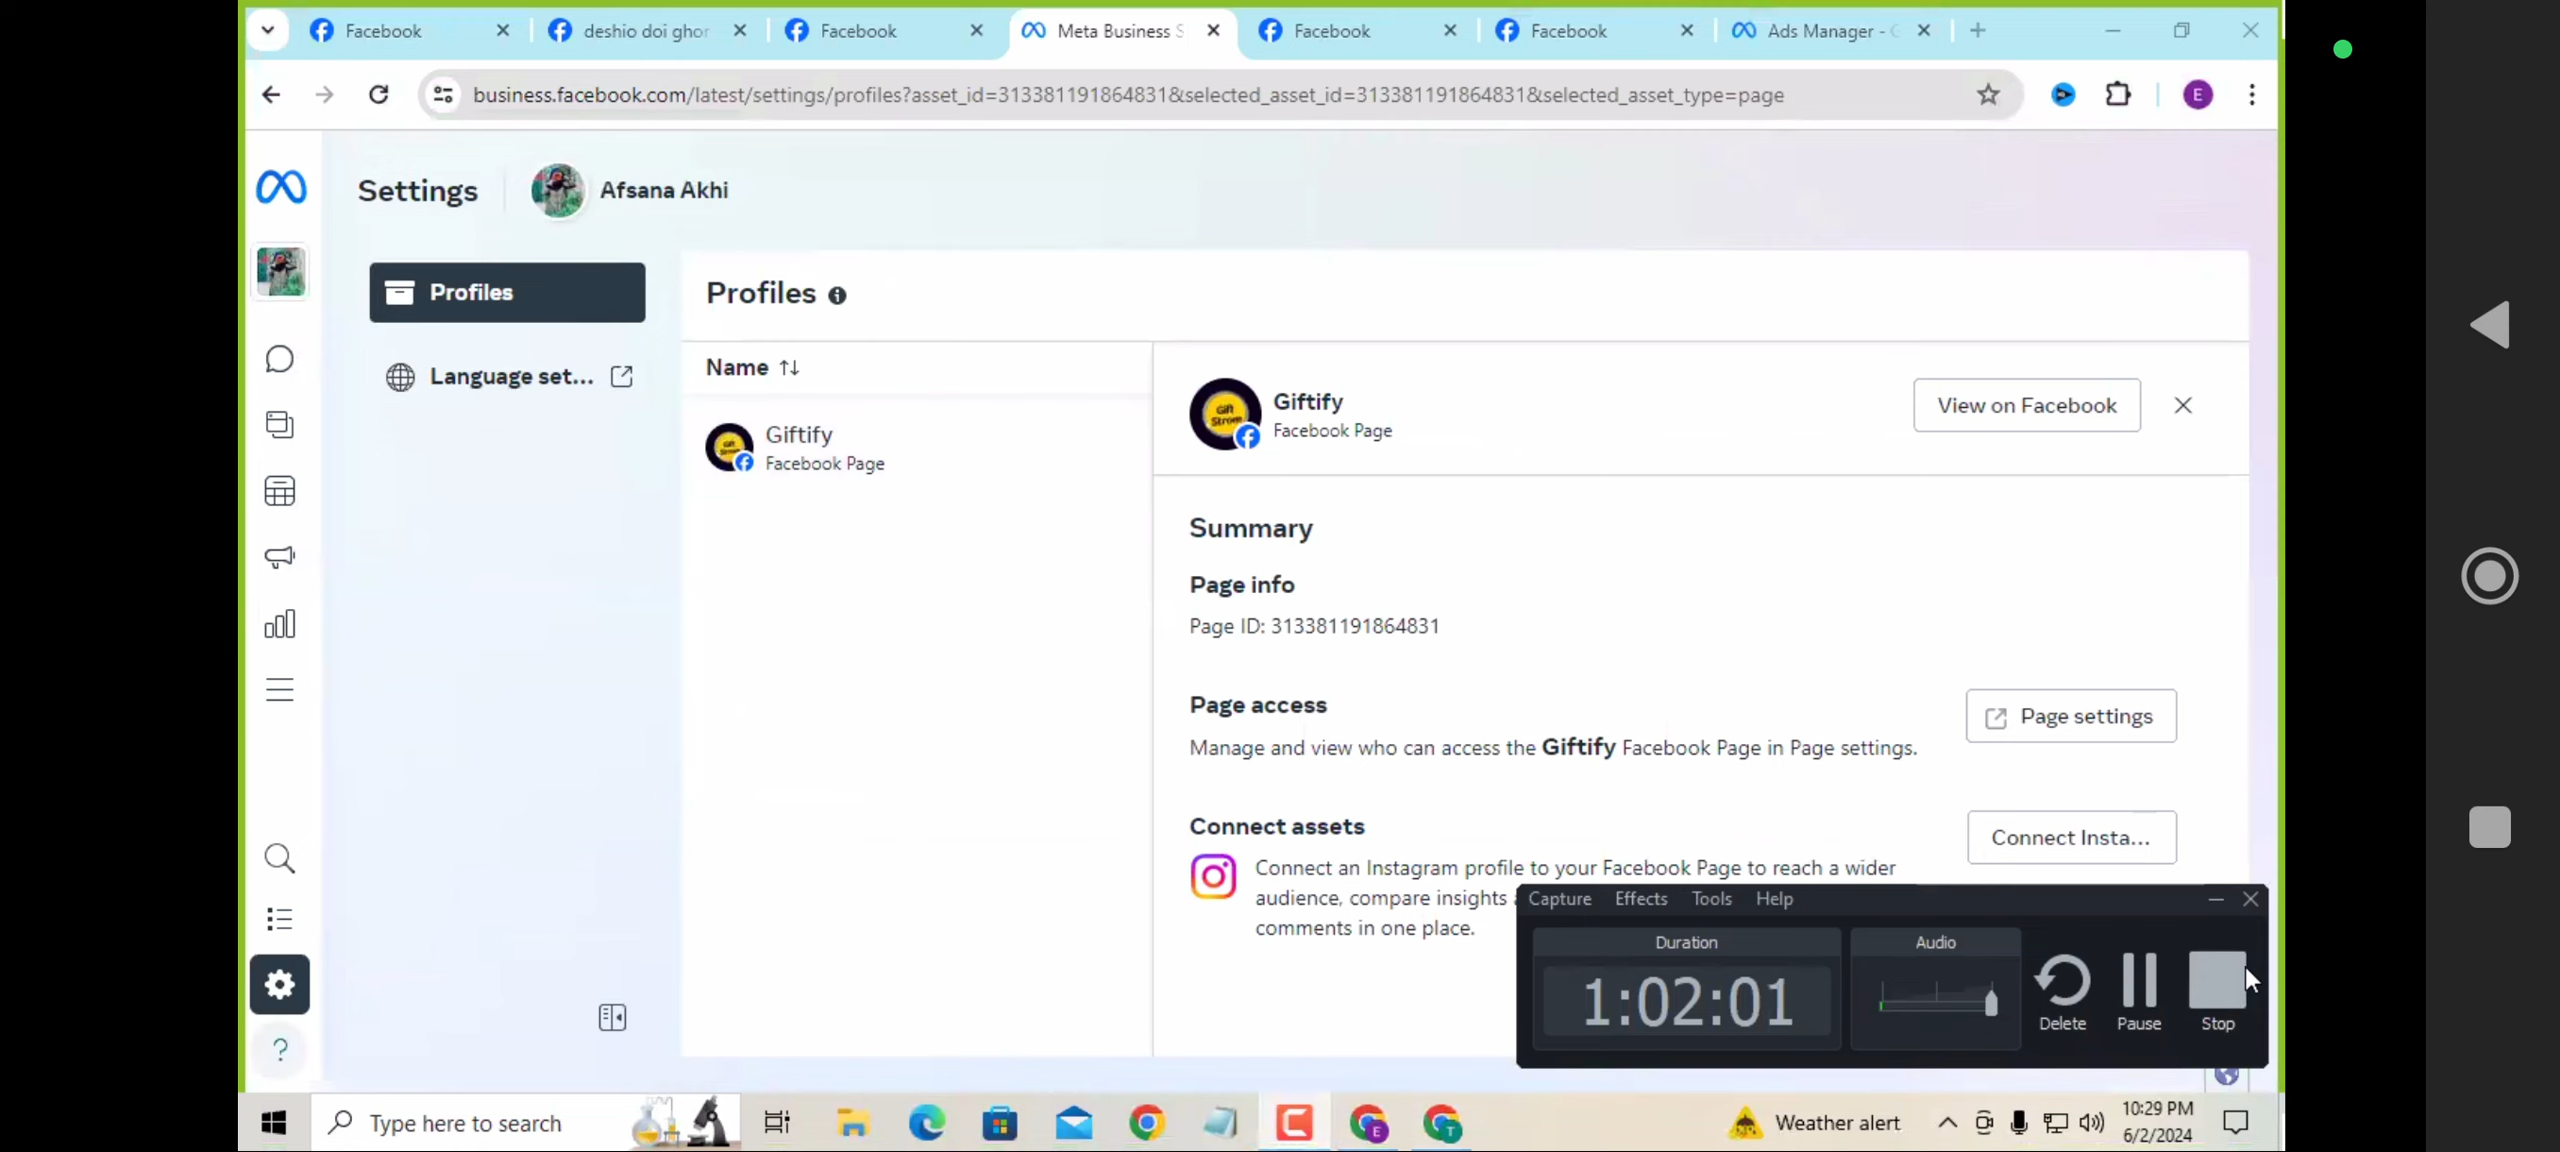 Facebook
deshio doi ghor
Facebook
Meta Business S
Facebook
Facebook
Ads Manager -
business.facebook.com/latest/settings/profiles?asset_id=313381191864831&selected_asset_id=313381191864831&selected_asset_type=page
E
Settings
Afsana Akhi
Profiles
Language set...
Profiles
Name
Giftify
Facebook Page
Giftify
Facebook Page
View on Facebook
Summary
Page info
Page ID: 313381191864831
Page access
Manage and view who can access the Giftify Facebook Page in Page settings.
Page settings
Connect assets
Connect Insta...
Connect an Instagram profile to your Facebook Page to reach a wider
audience, compare insights
comments in one place.
Capture
Effects
Tools
Help
Duration
Audio
1:02:01
Delete
Pause
Stop
Type here to search
Weather alert
10:29 PM
6/2/2024